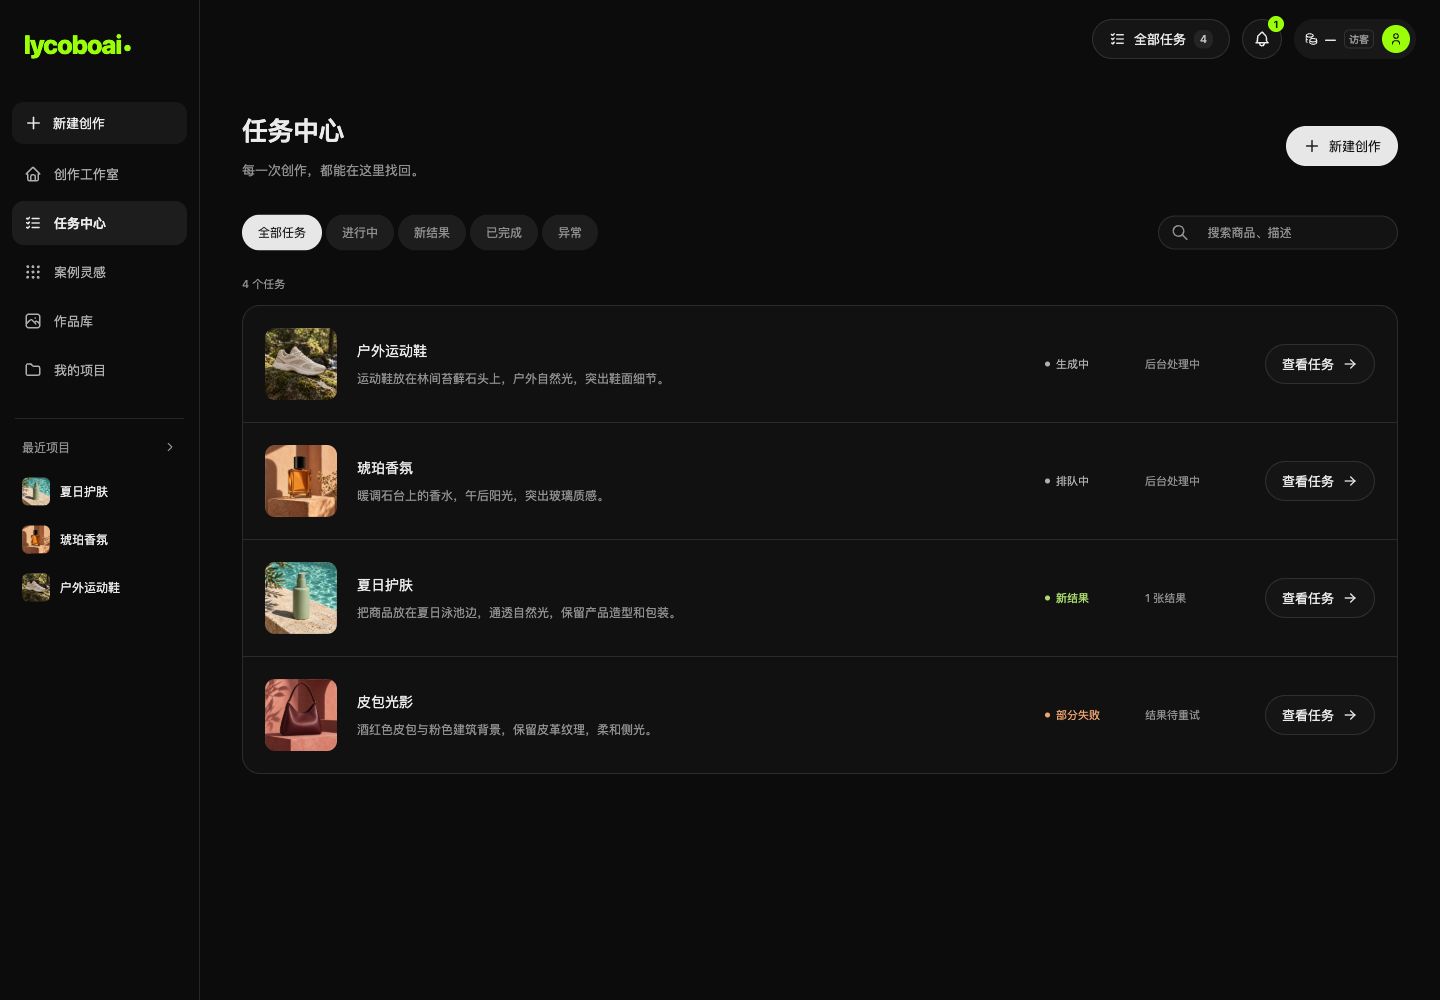 lycoboai.
全部任务 4
1
— 访客
新建创作
创作工作室
任务中心
案例灵感
作品库
我的项目
最近项目
夏日护肤
琥珀香氛
户外运动鞋
任务中心
每一次创作，都能在这里找回。
新建创作
全部任务 进行中 新结果 已完成 异常
搜索商品、描述
4 个任务
户外运动鞋
运动鞋放在林间苔藓石头上，户外自然光，突出鞋面细节。
生成中 后台处理中 查看任务
琥珀香氛
暖调石台上的香水，午后阳光，突出玻璃质感。
排队中 后台处理中 查看任务
夏日护肤
把商品放在夏日泳池边，通透自然光，保留产品造型和包装。
新结果 1 张结果 查看任务
皮包光影
酒红色皮包与粉色建筑背景，保留皮革纹理，柔和侧光。
部分失败 结果待重试 查看任务